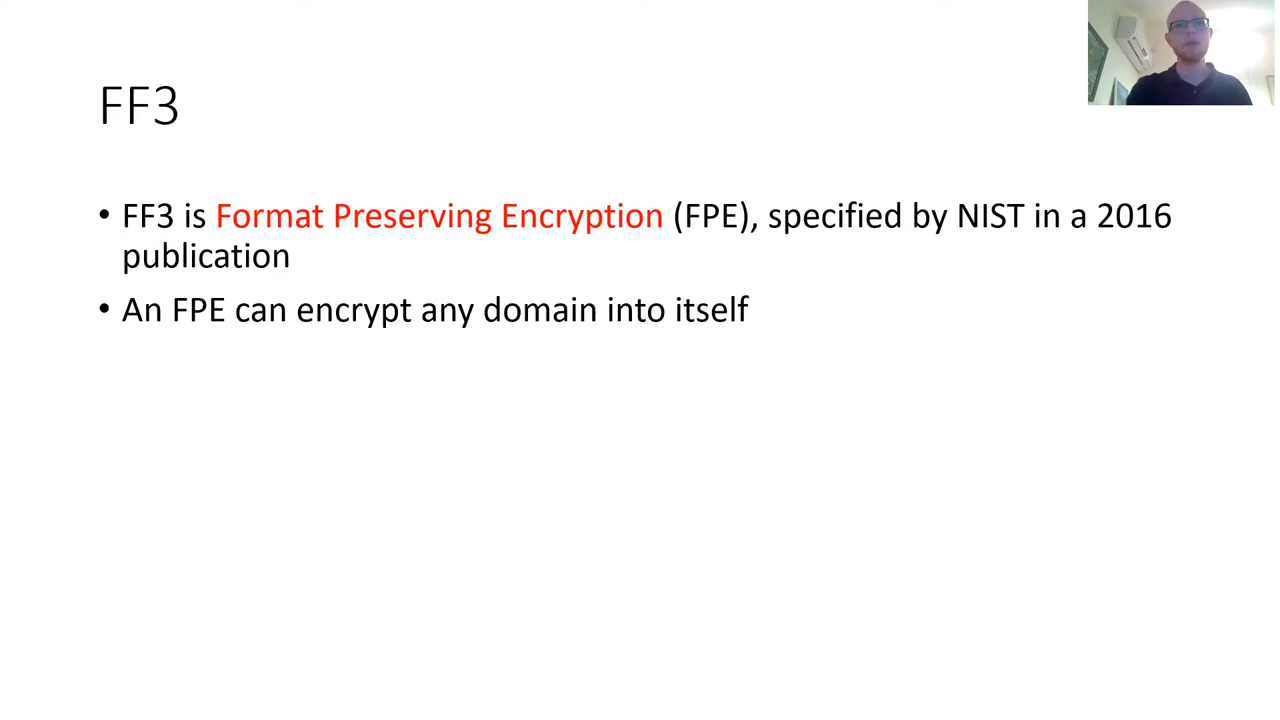 FF3
• FF3 is Format Preserving Encryption (FPE), specified by NIST in a 2016
publication
• An FPE can encrypt any domain into itself